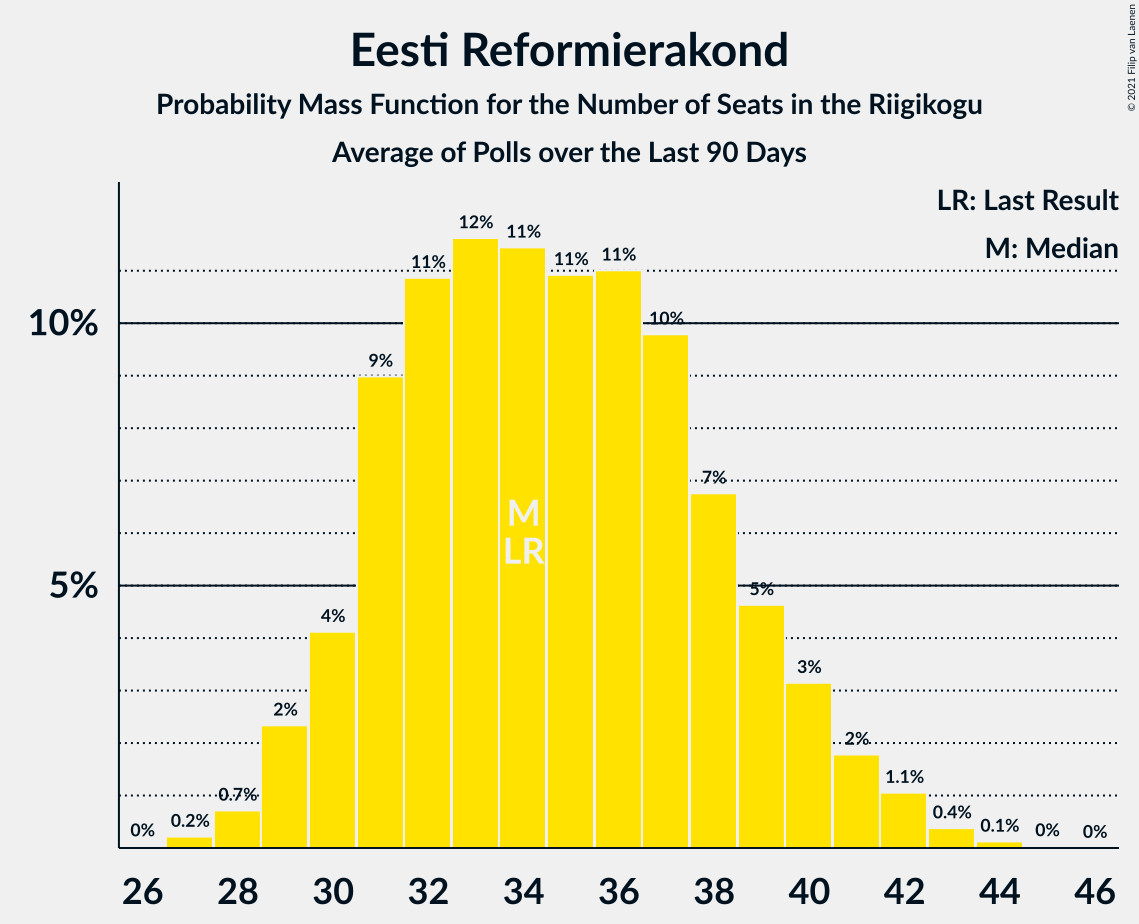 © 2021 Filip van Laenen
Eesti Reformierakond
Probability Mass Function for the Number of Seats in the Riigikogu
Average of Polls over the Last 90 Days
LR: Last Result
M: Median
10%
5%
0%
0.2%
0.7%
2%
4%
9%
11%
12%
11%
11%
11%
10%
7%
5%
3%
2%
1.1%
0.4%
0.1%
0%
0%
M
LR
26 28 30 32 34 36 38 40 42 44 46